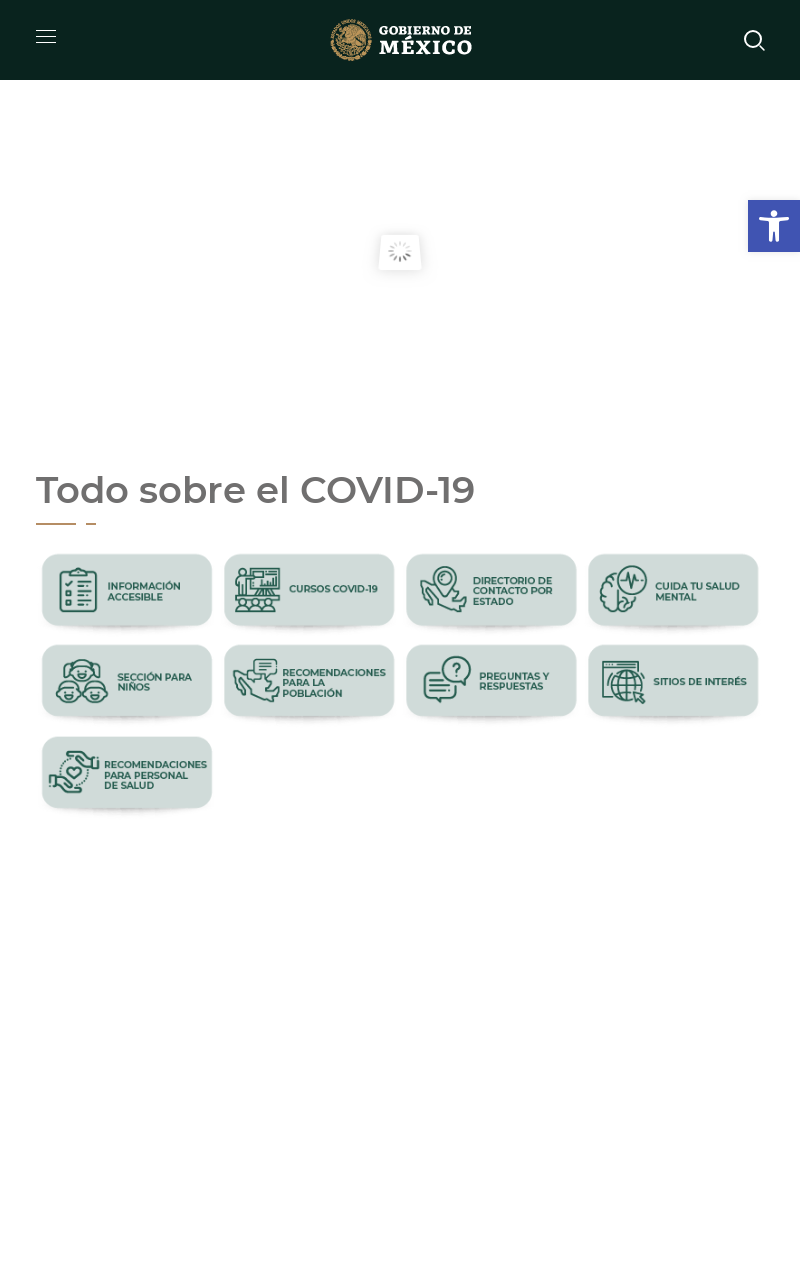 GOBIERNO DE
MÉXICO
Todo sobre el COVID-19
INFORMACIÓN
ACCESIBLE
CURSOS COVID-19
DIRECTORIO DE
CONTACTO POR
ESTADO
CUIDA TU SALUD
MENTAL
SECCIÓN PARA
NIÑOS
RECOMENDACIONES
PARA LA
POBLACIÓN
?
PREGUNTAS Y
RESPUESTAS
SITIOS DE INTERÉS
RECOMENDACIONES
PARA PERSONAL
DE SALUD